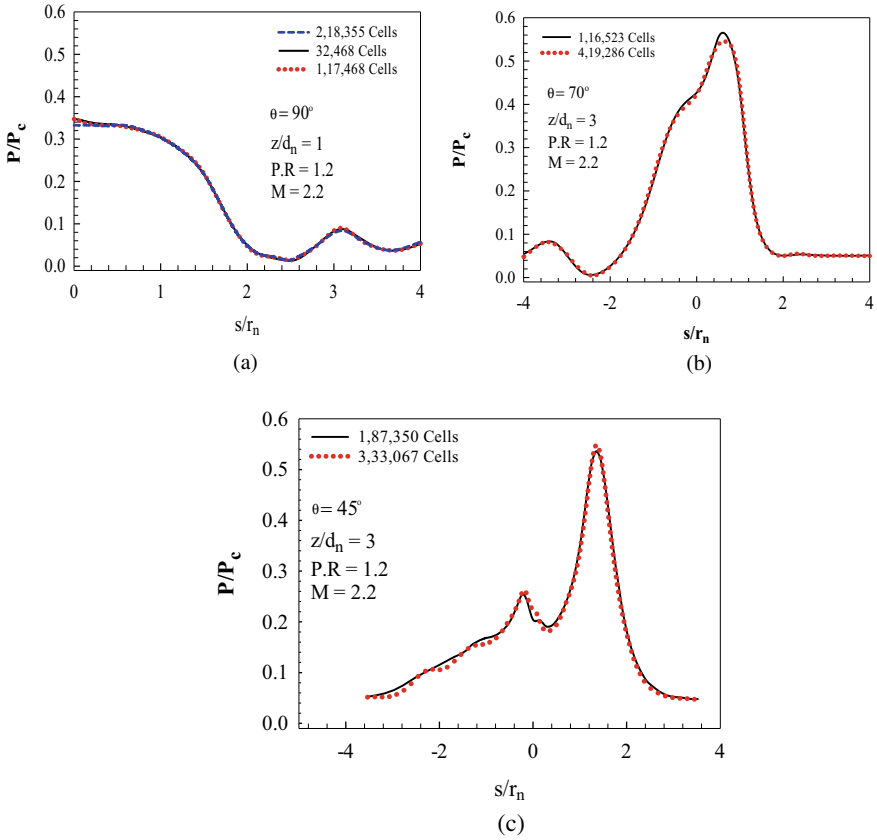 0.6
0.5
0.4
0.3
0.2
0.1
0.0
P/Pc
2,18,355 Cells
32,468 Cells
1,17,468 Cells
θ = 90°
z/dn = 1
P.R = 1.2
M = 2.2
0 1 2 3 4
s/rn
(a)
0.6
0.5
0.4
0.3
0.2
0.1
0.0
P/Pc
1,16,523 Cells
4,19,286 Cells
θ = 70°
z/dn = 3
P.R = 1.2
M = 2.2
-4 -2 0 2 4
s/rn
(b)
0.6
0.5
0.4
0.3
0.2
0.1
0.0
P/Pc
1,87,350 Cells
3,33,067 Cells
θ = 45°
z/dn = 3
P.R = 1.2
M = 2.2
-4 -2 0 2 4
s/rn
(c)